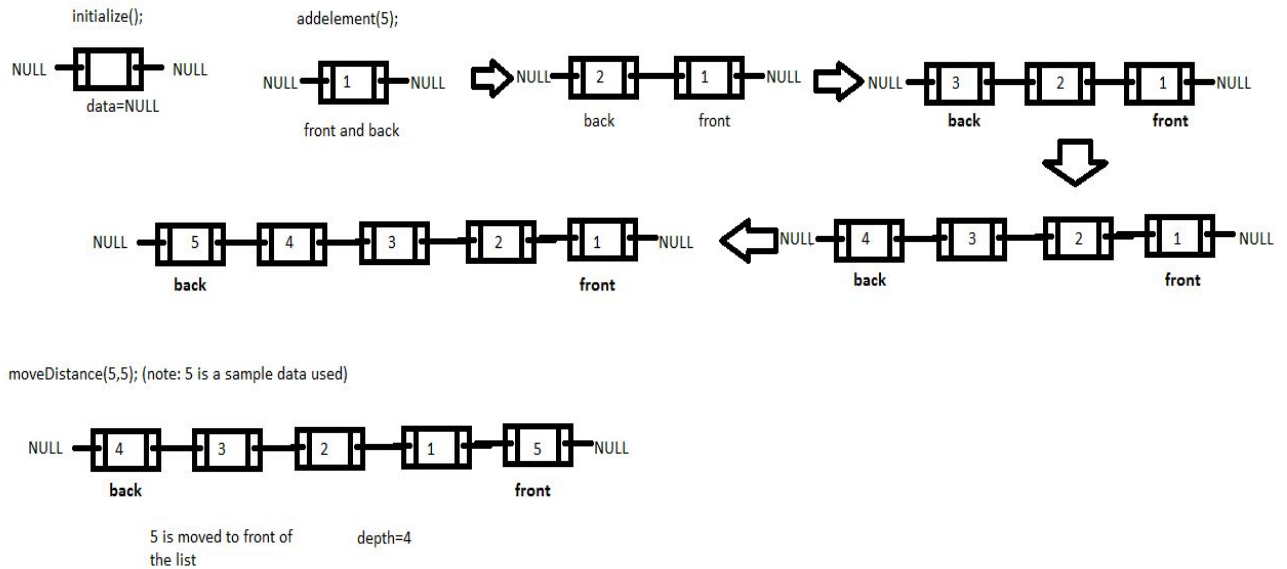 initialize();
addelement(5);
NULL NULL
data=NULL
NULL 1 NULL
front and back
NULL 2 1 NULL
back front
NULL 3 2 1 NULL
back front
NULL 5 4 3 2 1 NULL
back front
NULL 4 3 2 1 NULL
back front
moveDistance(5,5); (note: 5 is a sample data used)
NULL 4 3 2 1 5 NULL
back front
5 is moved to front of
the list
depth=4